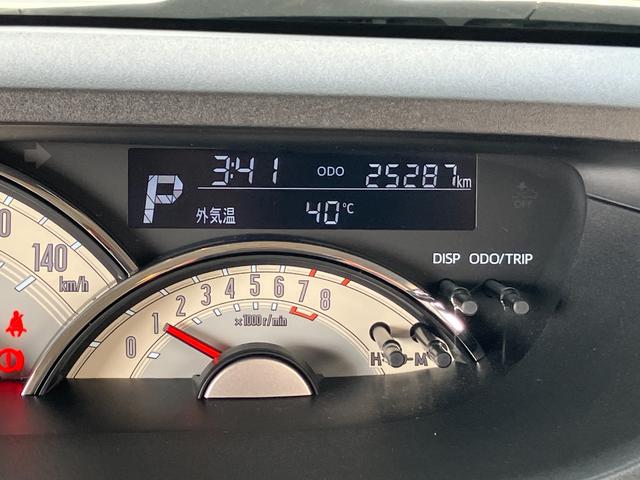 3:41 ODO 25287km
P
外気温 40℃
OFF
DISP ODO/TRIP
140
km/h
0 1 2 3 4 5 6 7 8
×1000 r/min
H M